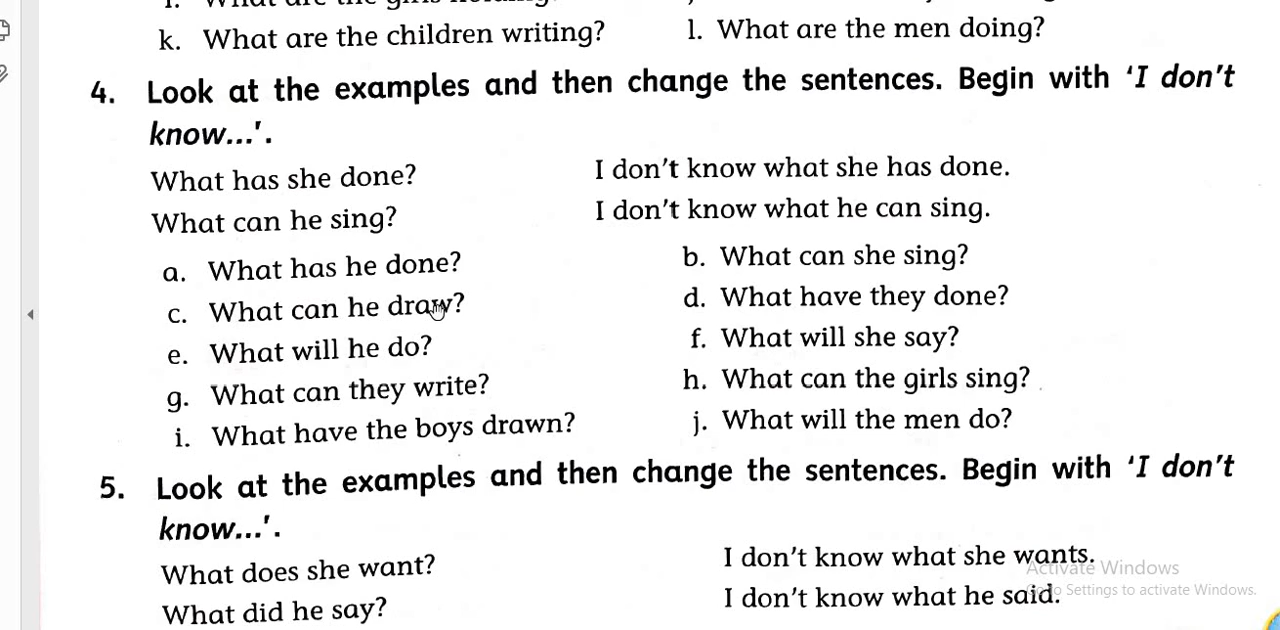 k. What are the children writing? l. What are the men doing?
4. Look at the examples and then change the sentences. Begin with ‘I don’t
know...’.
What has she done? I don’t know what she has done.
What can he sing? I don’t know what he can sing.
a. What has he done? b. What can she sing?
c. What can he draw? d. What have they done?
e. What will he do? f. What will she say?
g. What can they write? h. What can the girls sing?
i. What have the boys drawn? j. What will the men do?
5. Look at the examples and then change the sentences. Begin with ‘I don’t
know...’.
What does she want? I don’t know what she wants.
Activate Windows
What did he say? I don’t know what he said.
Go to Settings to activate Windows.